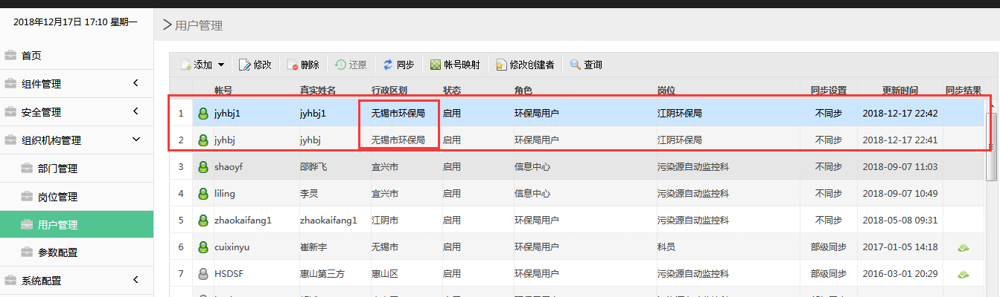 2018年12月17日 17:10 星期一
用户管理
首页
组件管理
安全管理
组织机构管理
部门管理
岗位管理
用户管理
参数配置
系统配置
添加 修改 删除 还原 同步 帐号映射 修改创建者 查询
帐号 真实姓名 行政区划 状态 角色 岗位 同步设置 更新时间 同步结果
1 jyhbj1 jyhbj1 无锡市环保局 启用 环保局用户 江阴环保局 不同步 2018-12-17 22:42
2 jyhbj jyhbj 无锡市环保局 启用 环保局用户 江阴环保局 不同步 2018-12-17 22:41
3 shaoyf 邵晔飞 宜兴市 启用 信息中心 污染源自动监控科 不同步 2018-09-07 11:03
4 liling 李灵 宜兴市 启用 信息中心 污染源自动监控科 不同步 2018-09-07 10:49
5 zhaokaifang1 zhaokaifang1 江阴市 启用 环保局用户 污染源自动监控科 不同步 2018-05-08 09:31
6 cuixinyu 崔新宇 无锡市 启用 环保局用户 科员 部级同步 2017-01-05 14:18
7 HSDSF 惠山第三方 惠山区 启用 环保局用户 污染源自动监控科 部级同步 2016-03-01 20:29